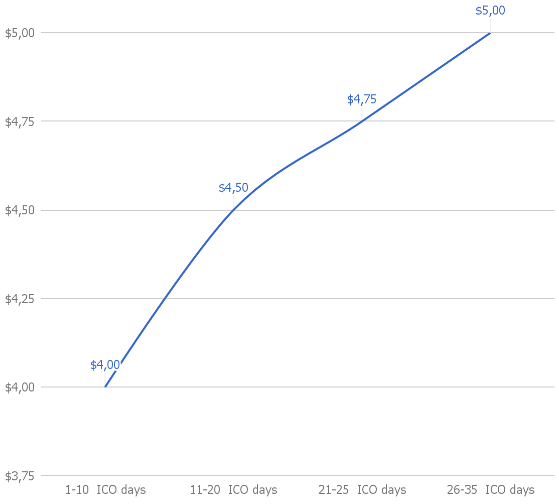 $5,00
$5,00
$4,75
$4,75
$4,50
$4,50
$4,25
$4,00
$4,00
$3,75
1-10 ICO days
11-20 ICO days
21-25 ICO days
26-35 ICO days